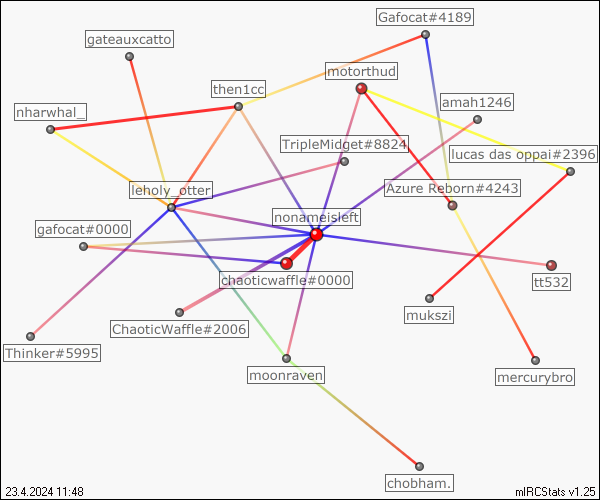 Gafocat#4189
gateauxcatto
motorthud
then1cc
amah1246
nharwhal_
TripleMidget#8824
lucas das oppai#2396
leholy_otter
Azure Reborn#4243
nonameisleft
gafocat#0000
chaoticwaffle#0000
tt532
mukszi
ChaoticWaffle#2006
Thinker#5995
moonraven
mercurybro
chobham.
23.4.2024 11:48
mIRCStats v1.25